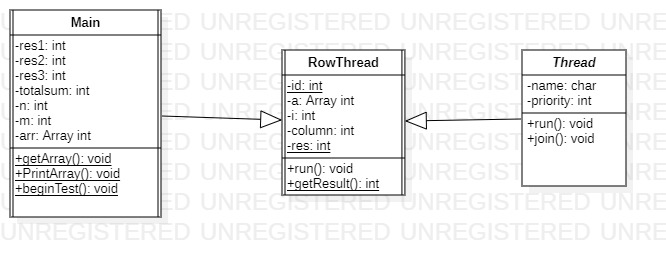 UNREGISTERED UNREGISTERED UNREGISTERED UNRE
Main
-res1: int
-res2: int
-res3: int
-totalsum: int
-n: int
-m: int
-arr: Array int
+getArray(): void
+PrintArray(): void
+beginTest(): void
RowThread
-id: int
-a: Array int
-i: int
-column: int
-res: int
+run(): void
+getResult(): int
Thread
-name: char
-priority: int
+run(): void
+join(): void
UNREGISTERED UNREGISTERED UNREGISTERED UNRE